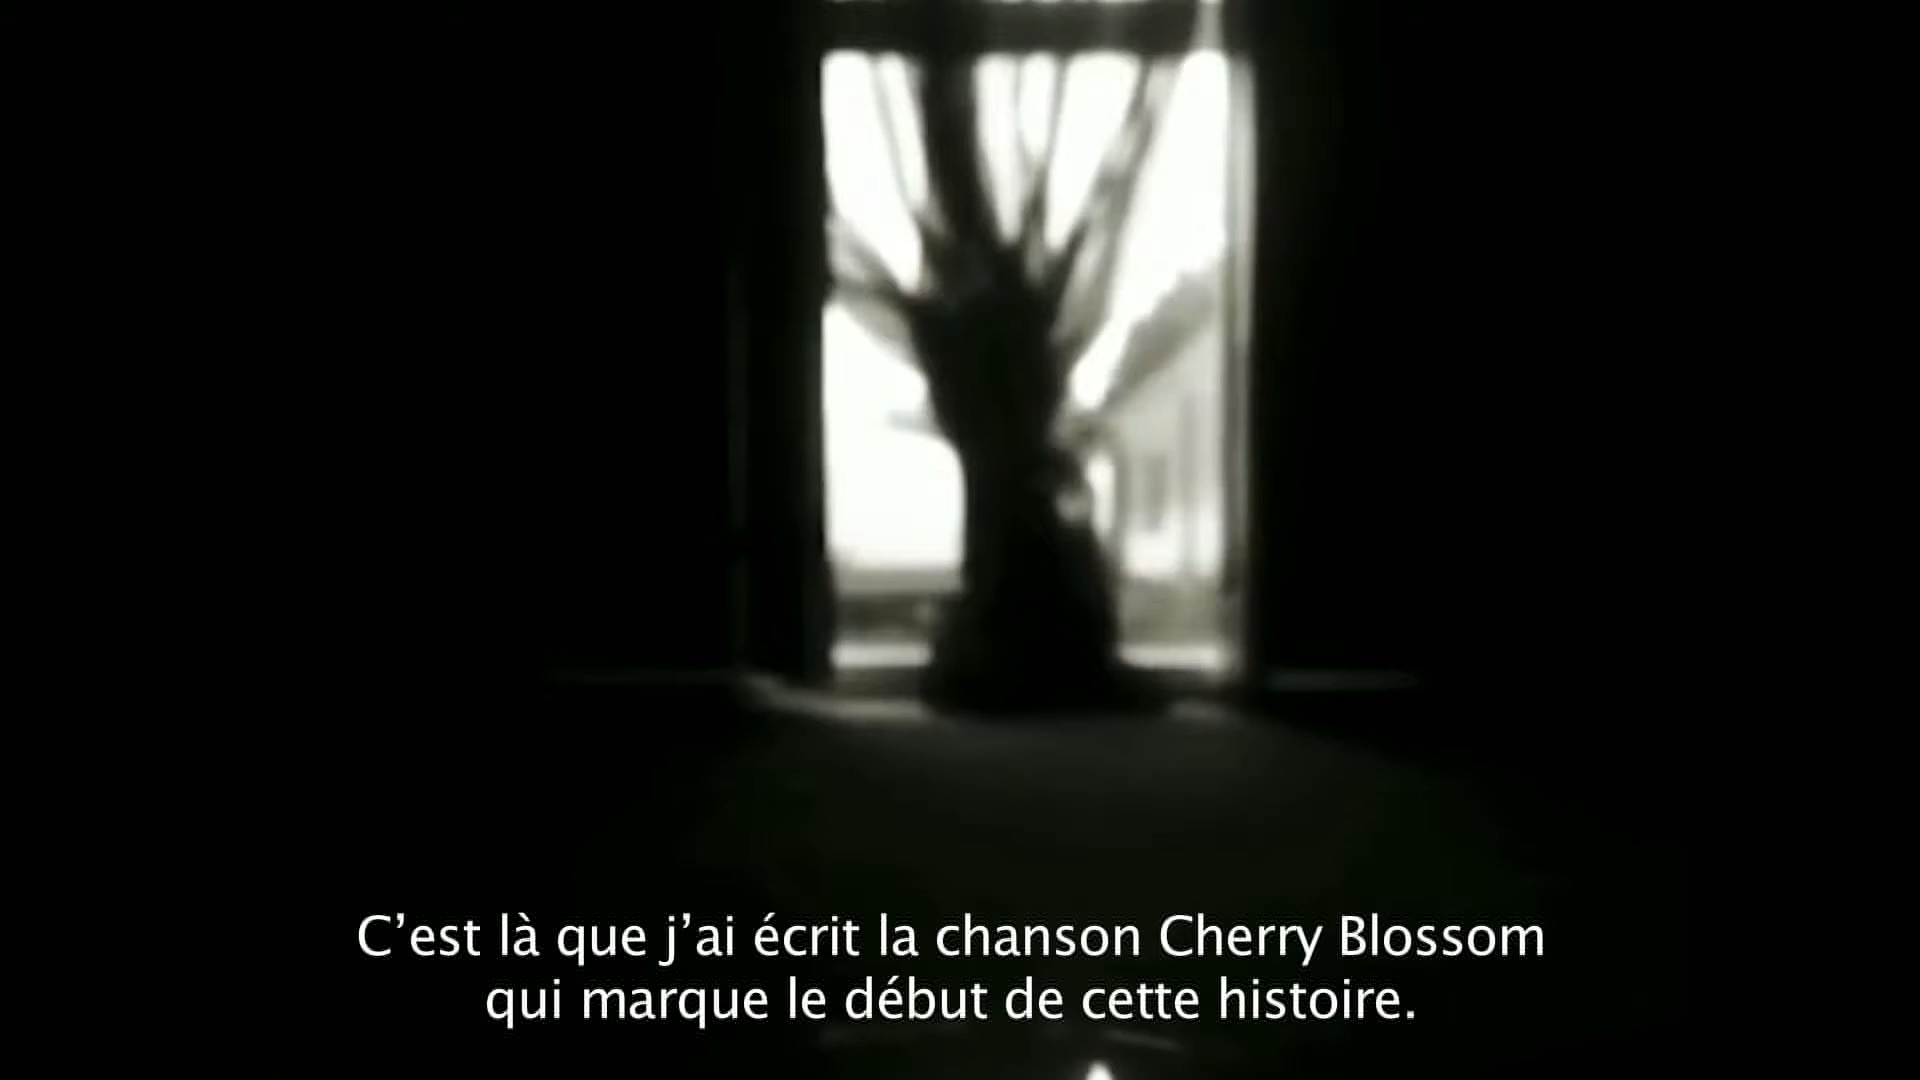 C’est là que j’ai écrit la chanson Cherry Blossom
qui marque le début de cette histoire.